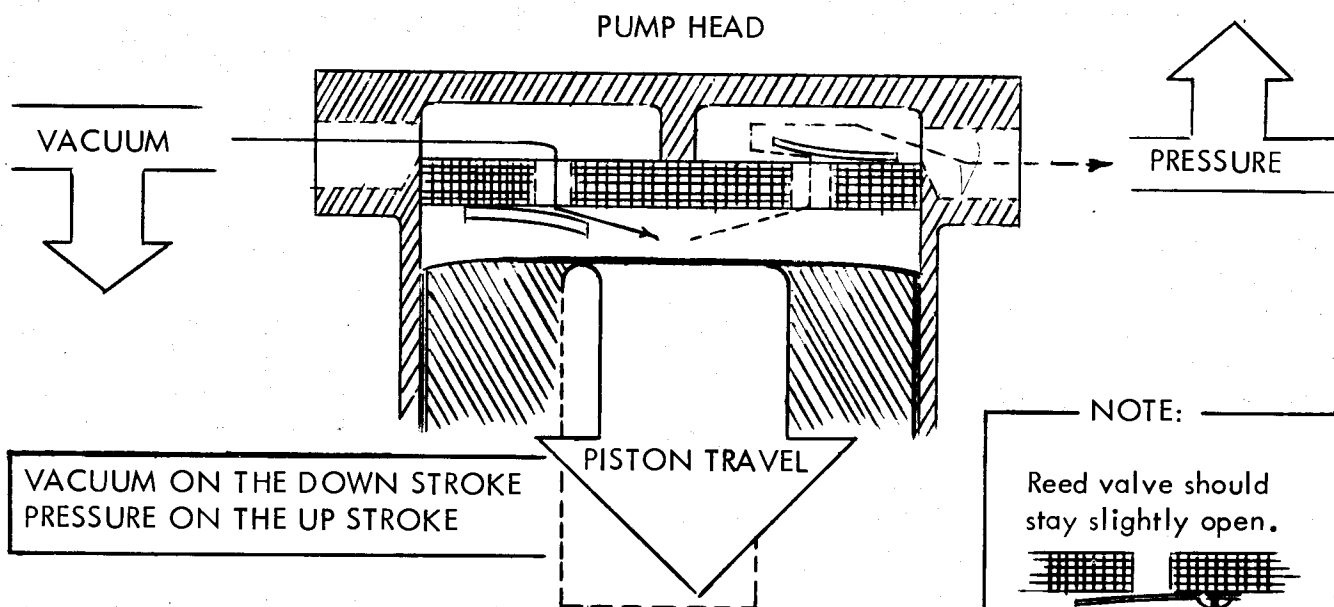 PUMP HEAD
VACUUM
PRESSURE
PISTON TRAVEL
VACUUM ON THE DOWN STROKE
PRESSURE ON THE UP STROKE
NOTE:
Reed valve should
stay slightly open.